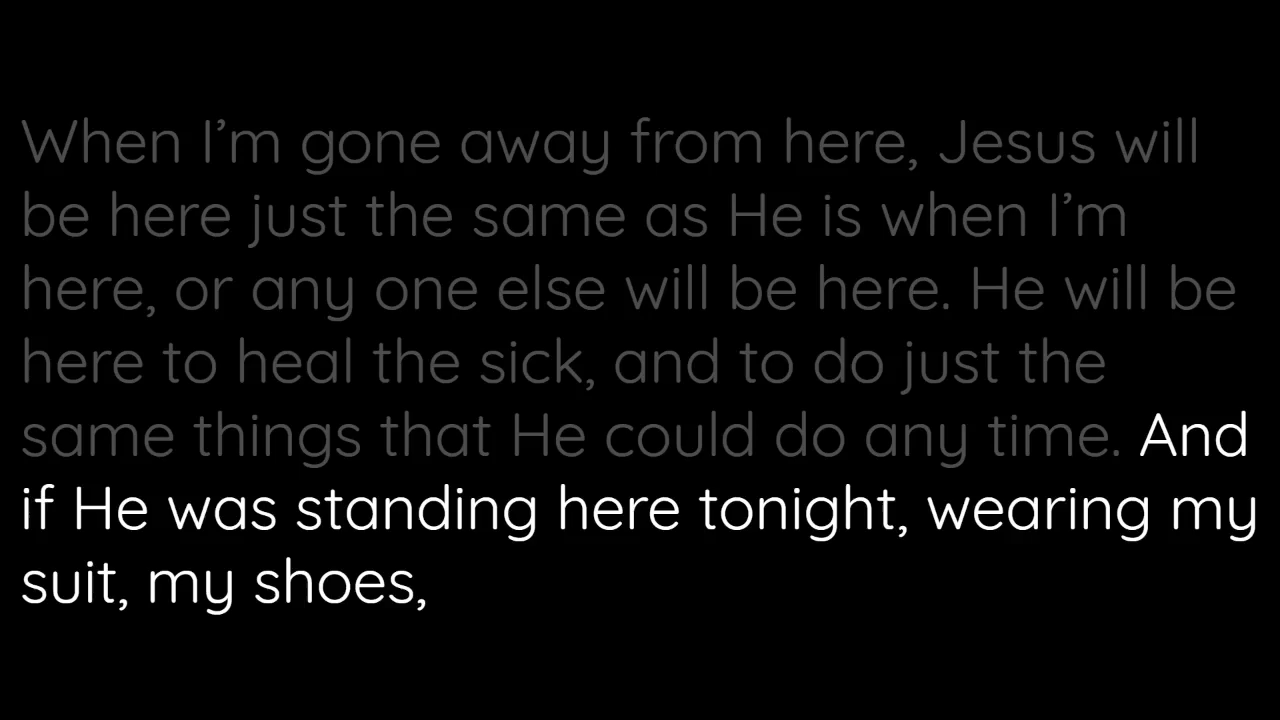 When I’m gone away from here, Jesus will
be here just the same as He is when I’m
here, or any one else will be here. He will be
here to heal the sick, and to do just the
same things that He could do any time. And
if He was standing here tonight, wearing my
suit, my shoes,